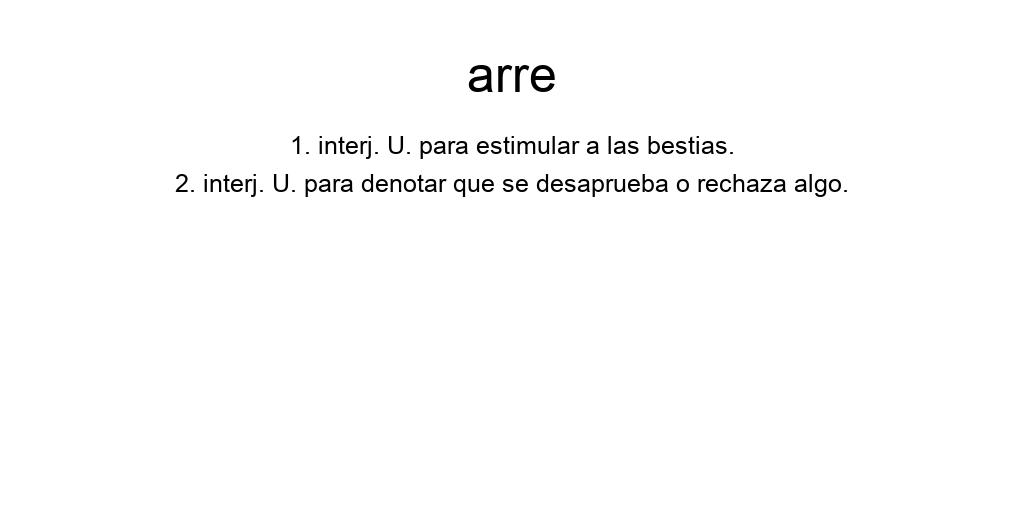 arre
1. interj. U. para estimular a las bestias.
2. interj. U. para denotar que se desaprueba o rechaza algo.